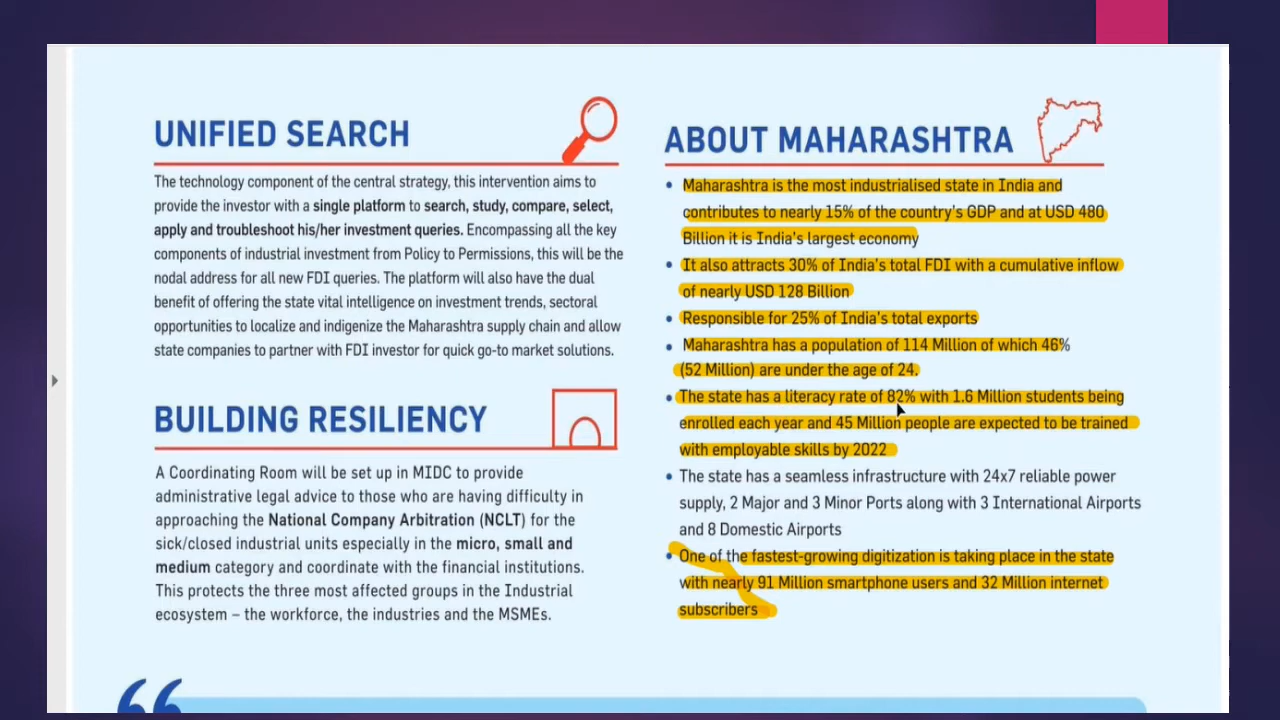 UNIFIED SEARCH
The technology component of the central strategy, this intervention aims to
provide the investor with a single platform to search, study, compare, select,
apply and troubleshoot his/her investment queries. Encompassing all the key
components of industrial investment from Policy to Permissions, this will be the
nodal address for all new FDI queries. The platform will also have the dual
benefit of offering the state vital intelligence on investment trends, sectoral
opportunities to localize and indigenize the Maharashtra supply chain and allow
state companies to partner with FDI investor for quick go-to market solutions.
BUILDING RESILIENCY
A Coordinating Room will be set up in MIDC to provide
administrative legal advice to those who are having difficulty in
approaching the National Company Arbitration (NCLT) for the
sick/closed industrial units especially in the micro, small and
medium category and coordinate with the financial institutions.
This protects the three most affected groups in the Industrial
ecosystem – the workforce, the industries and the MSMEs.
ABOUT MAHARASHTRA
• Maharashtra is the most industrialised state in India and
contributes to nearly 15% of the country's GDP and at USD 480
Billion it is India's largest economy
• It also attracts 30% of India's total FDI with a cumulative inflow
of nearly USD 128 Billion
• Responsible for 25% of India's total exports
• Maharashtra has a population of 114 Million of which 46%
(52 Million) are under the age of 24.
• The state has a literacy rate of 82% with 1.6 Million students being
enrolled each year and 45 Million people are expected to be trained
with employable skills by 2022
• The state has a seamless infrastructure with 24x7 reliable power
supply, 2 Major and 3 Minor Ports along with 3 International Airports
and 8 Domestic Airports
• One of the fastest-growing digitization is taking place in the state
with nearly 91 Million smartphone users and 32 Million internet
subscribers